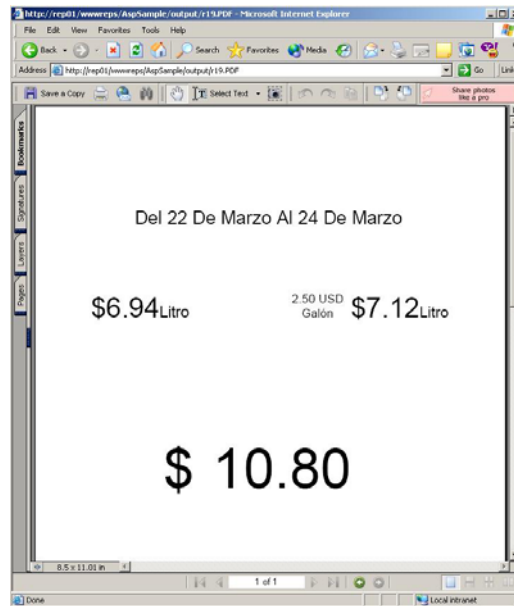 http://rep01/wwwreps/AspSample/output/r19.PDF - Microsoft Internet Explorer
File Edit View Favorites Tools Help
Back Search Favorites Media
Address http://rep01/wwwreps/AspSample/output/r19.PDF Go Link
Save a Copy Select Text Share photos like a pro
Bookmarks
Signatures
Layers
Pages
Del 22 De Marzo Al 24 De Marzo
$6.94Litro 2.50 USD Galón $7.12Litro
$ 10.80
8.5 x 11.01 in
1 of 1
Done Local intranet